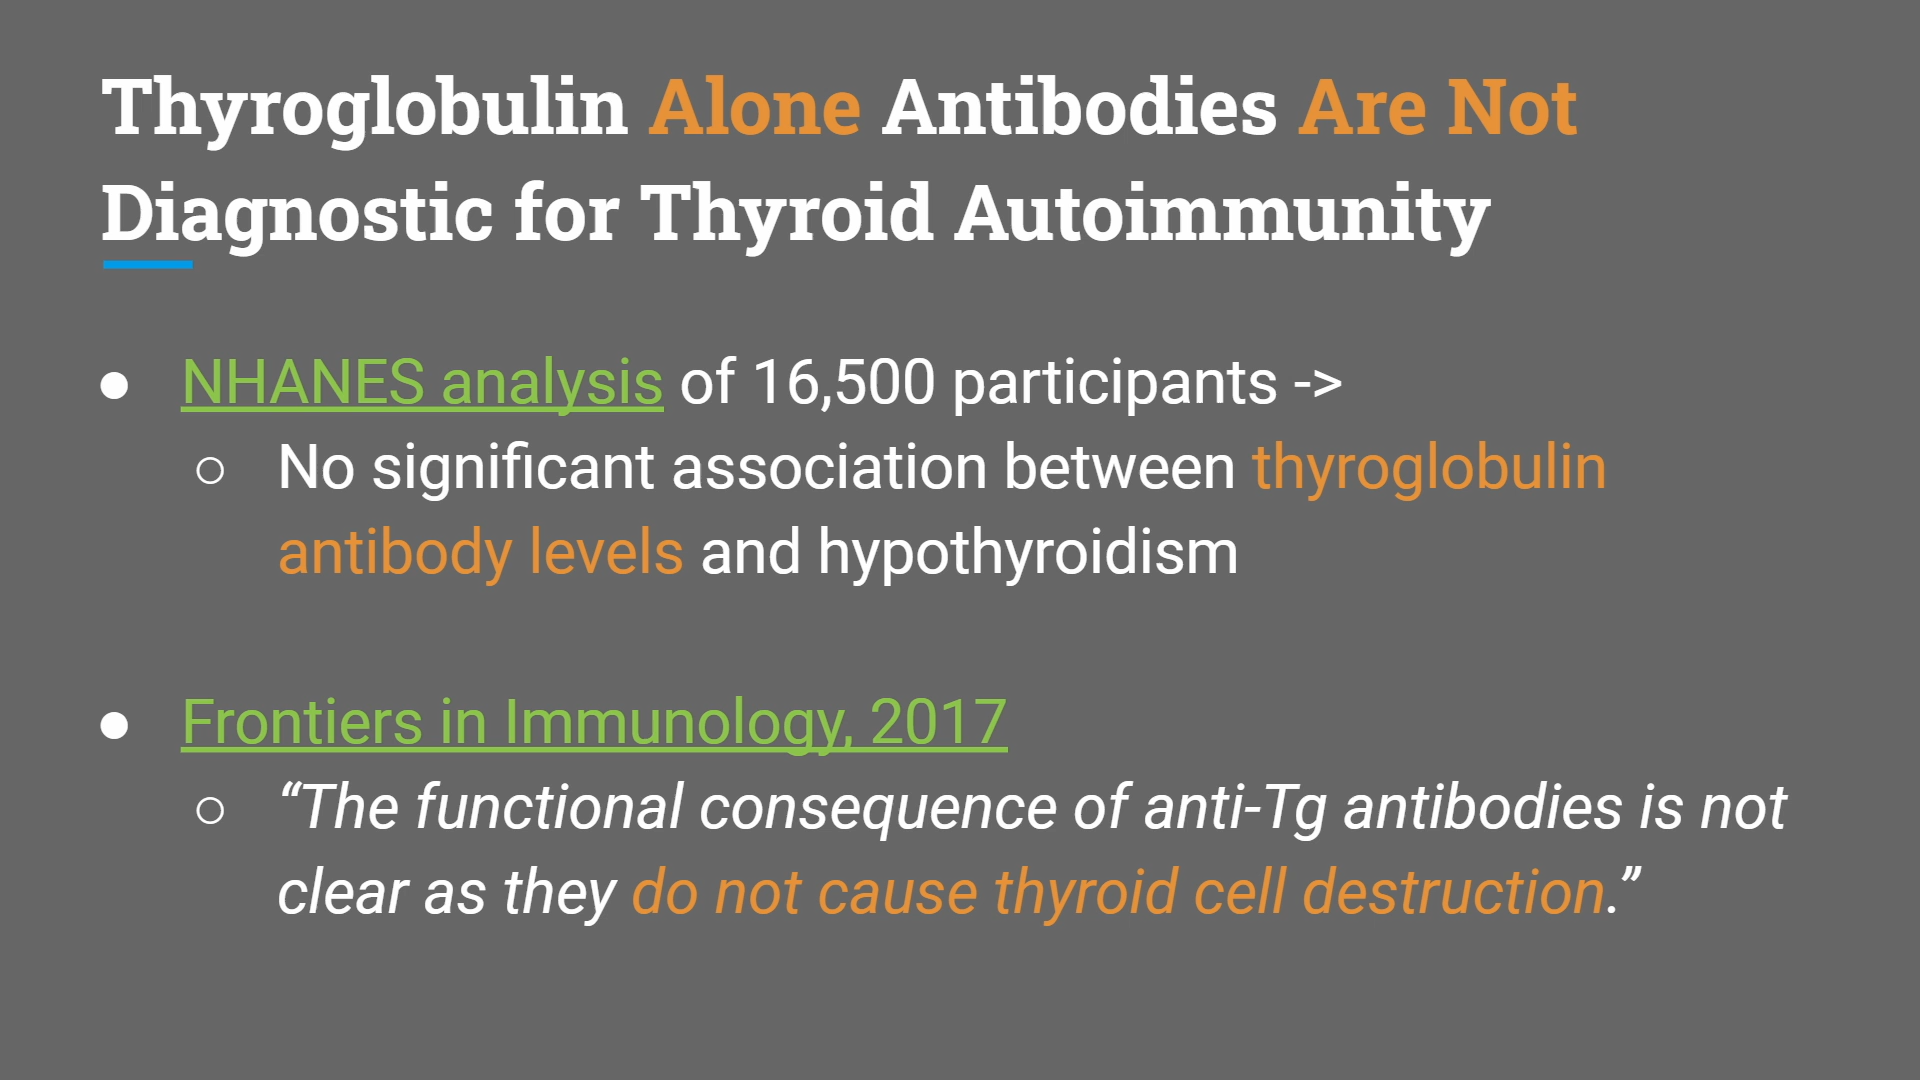 Thyroglobulin Alone Antibodies Are Not
Diagnostic for Thyroid Autoimmunity
● NHANES analysis of 16,500 participants ->
○ No significant association between thyroglobulin
antibody levels and hypothyroidism
● Frontiers in Immunology, 2017
○ “The functional consequence of anti-Tg antibodies is not
clear as they do not cause thyroid cell destruction.”